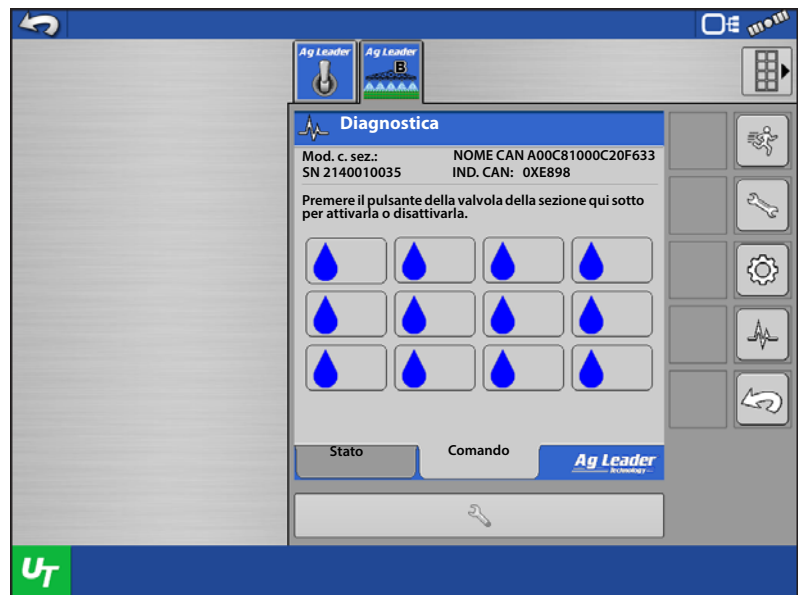 Ag Leader
Ag Leader
B
Diagnostica
Mod. c. sez.: NOME CAN A00C81000C20F633
SN 2140010035 IND. CAN: 0XE898
Premere il pulsante della valvola della sezione qui sotto
per attivarla o disattivarla.
Stato Comando Ag Leader
Technology
UT